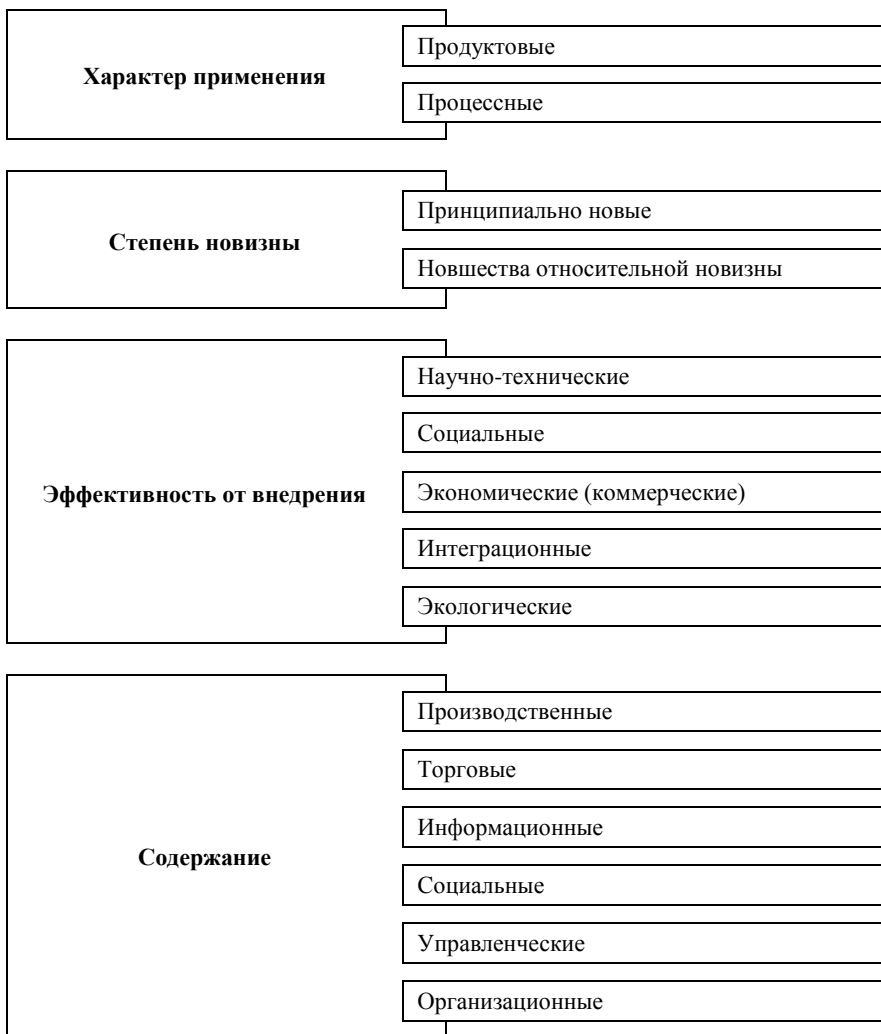 Характер применения
Продуктовые
Процессные
Степень новизны
Принципиально новые
Новшества относительной новизны
Эффективность от внедрения
Научно-технические
Социальные
Экономические (коммерческие)
Интеграционные
Экологические
Содержание
Производственные
Торговые
Информационные
Социальные
Управленческие
Организационные